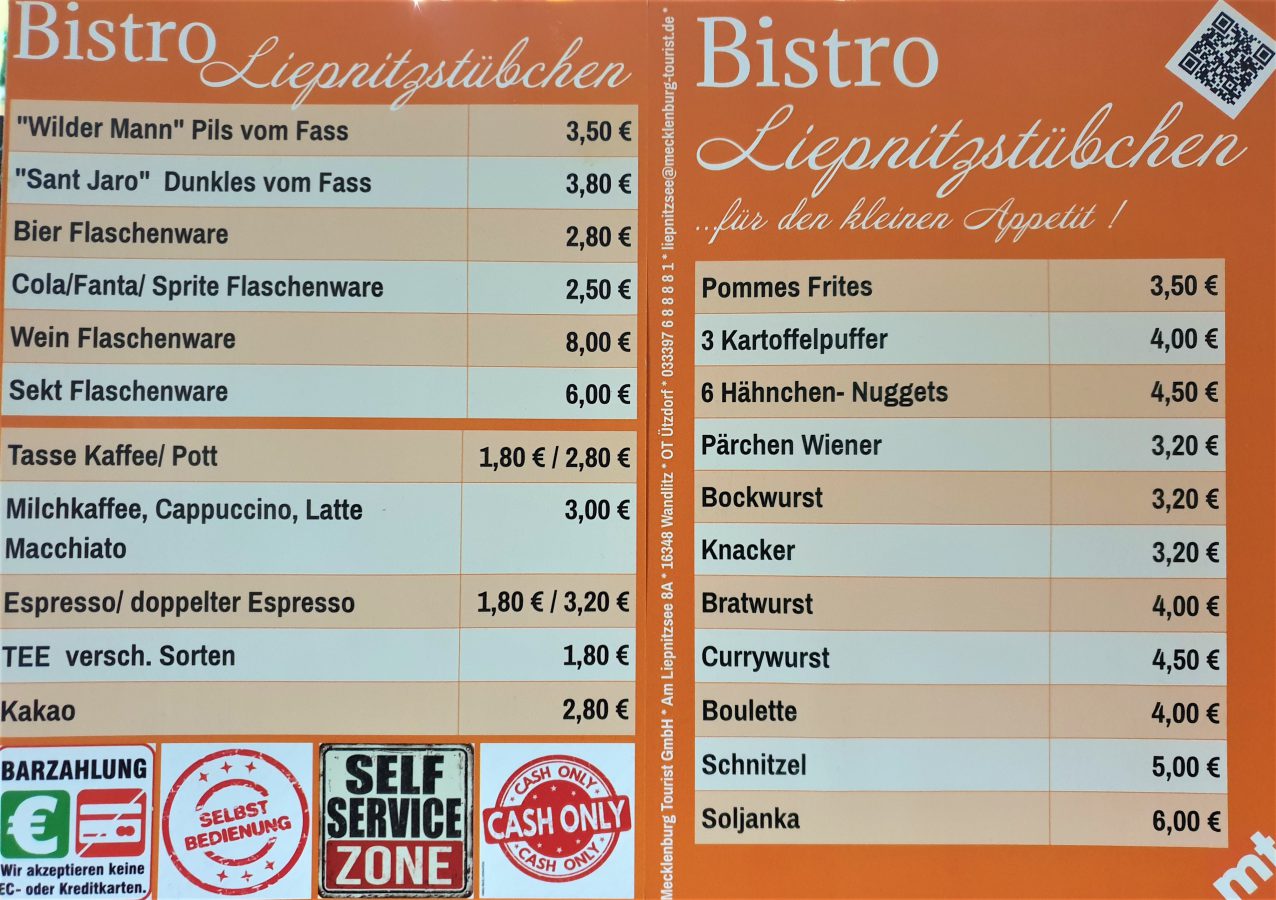 Bistro
Liepnitzstübchen
"Wilder Mann" Pils vom Fass 3,50 €
"Sant Jaro" Dunkles vom Fass 3,80 €
Bier Flaschenware 2,80 €
Cola/Fanta/ Sprite Flaschenware 2,50 €
Wein Flaschenware 8,00 €
Sekt Flaschenware 6,00 €
Tasse Kaffee/ Pott 1,80 € / 2,80 €
Milchkaffee, Cappuccino, Latte 3,00 €
Macchiato
Espresso/ doppelter Espresso 1,80 € / 3,20 €
TEE versch. Sorten 1,80 €
Kakao 2,80 €
BARZAHLUNG
€
Wir akzeptieren keine
EC- oder Kreditkarten.
SELBST
BEDIENUNG
SELF
SERVICE
ZONE
CASH ONLY
CASH ONLY
CASH ONLY
Mecklenburg Tourist GmbH * Am Liepnitzsee 8A * 16348 Wandlitz * OT Ützdorf * 033397 6 8 8 8 8 1 * liepnitzsee@mecklenburg-tourist.de *
Bistro
Liepnitzstübchen
...für den kleinen Appetit !
Pommes Frites 3,50 €
3 Kartoffelpuffer 4,00 €
6 Hähnchen- Nuggets 4,50 €
Pärchen Wiener 3,20 €
Bockwurst 3,20 €
Knacker 3,20 €
Bratwurst 4,00 €
Currywurst 4,50 €
Boulette 4,00 €
Schnitzel 5,00 €
Soljanka 6,00 €
mt